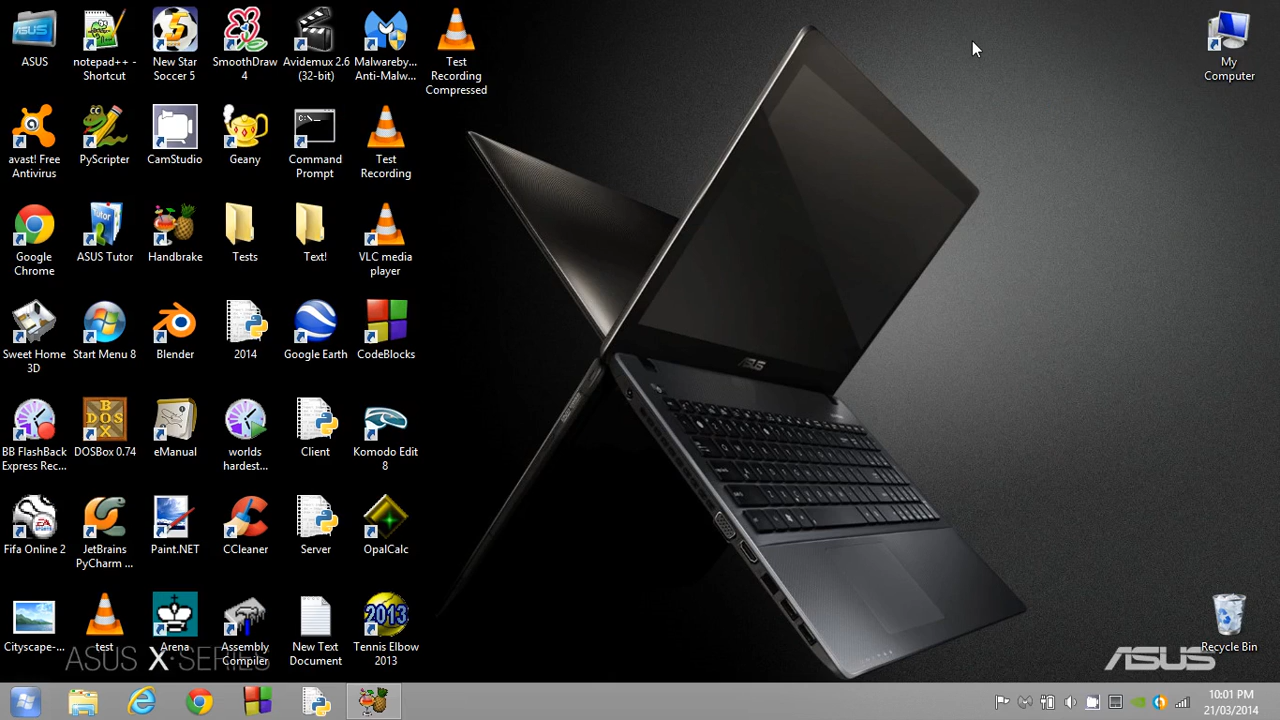 ASUS
notepad++ -
Shortcut
New Star
Soccer 5
SmoothDraw
4
Avidemux 2.6
(32-bit)
Malwareby...
Anti-Malw...
Test
Recording
Compressed
My
Computer
avast! Free
Antivirus
PyScripter
CamStudio
Geany
C:\_
Command
Prompt
Test
Recording
Google
Chrome
Tutor
ASUS Tutor
Handbrake
Tests
Text!
VLC media
player
Sweet Home
3D
Start Menu 8
Blender
2014
Google Earth
CodeBlocks
ASUS
BB FlashBack
Express Rec...
DOS
BOX
DOSBox 0.74
eManual
worlds
hardest...
Client
Komodo Edit
8
Fifa Online 2
JetBrains
PyCharm ...
Paint.NET
CCleaner
Server
OpalCalc
Cityscape-...
test
Arena
Assembly
Compiler
New Text
Document
2013
Tennis Elbow
2013
Recycle Bin
ASUS X-SERIES
ASUS
10:01 PM
21/03/2014